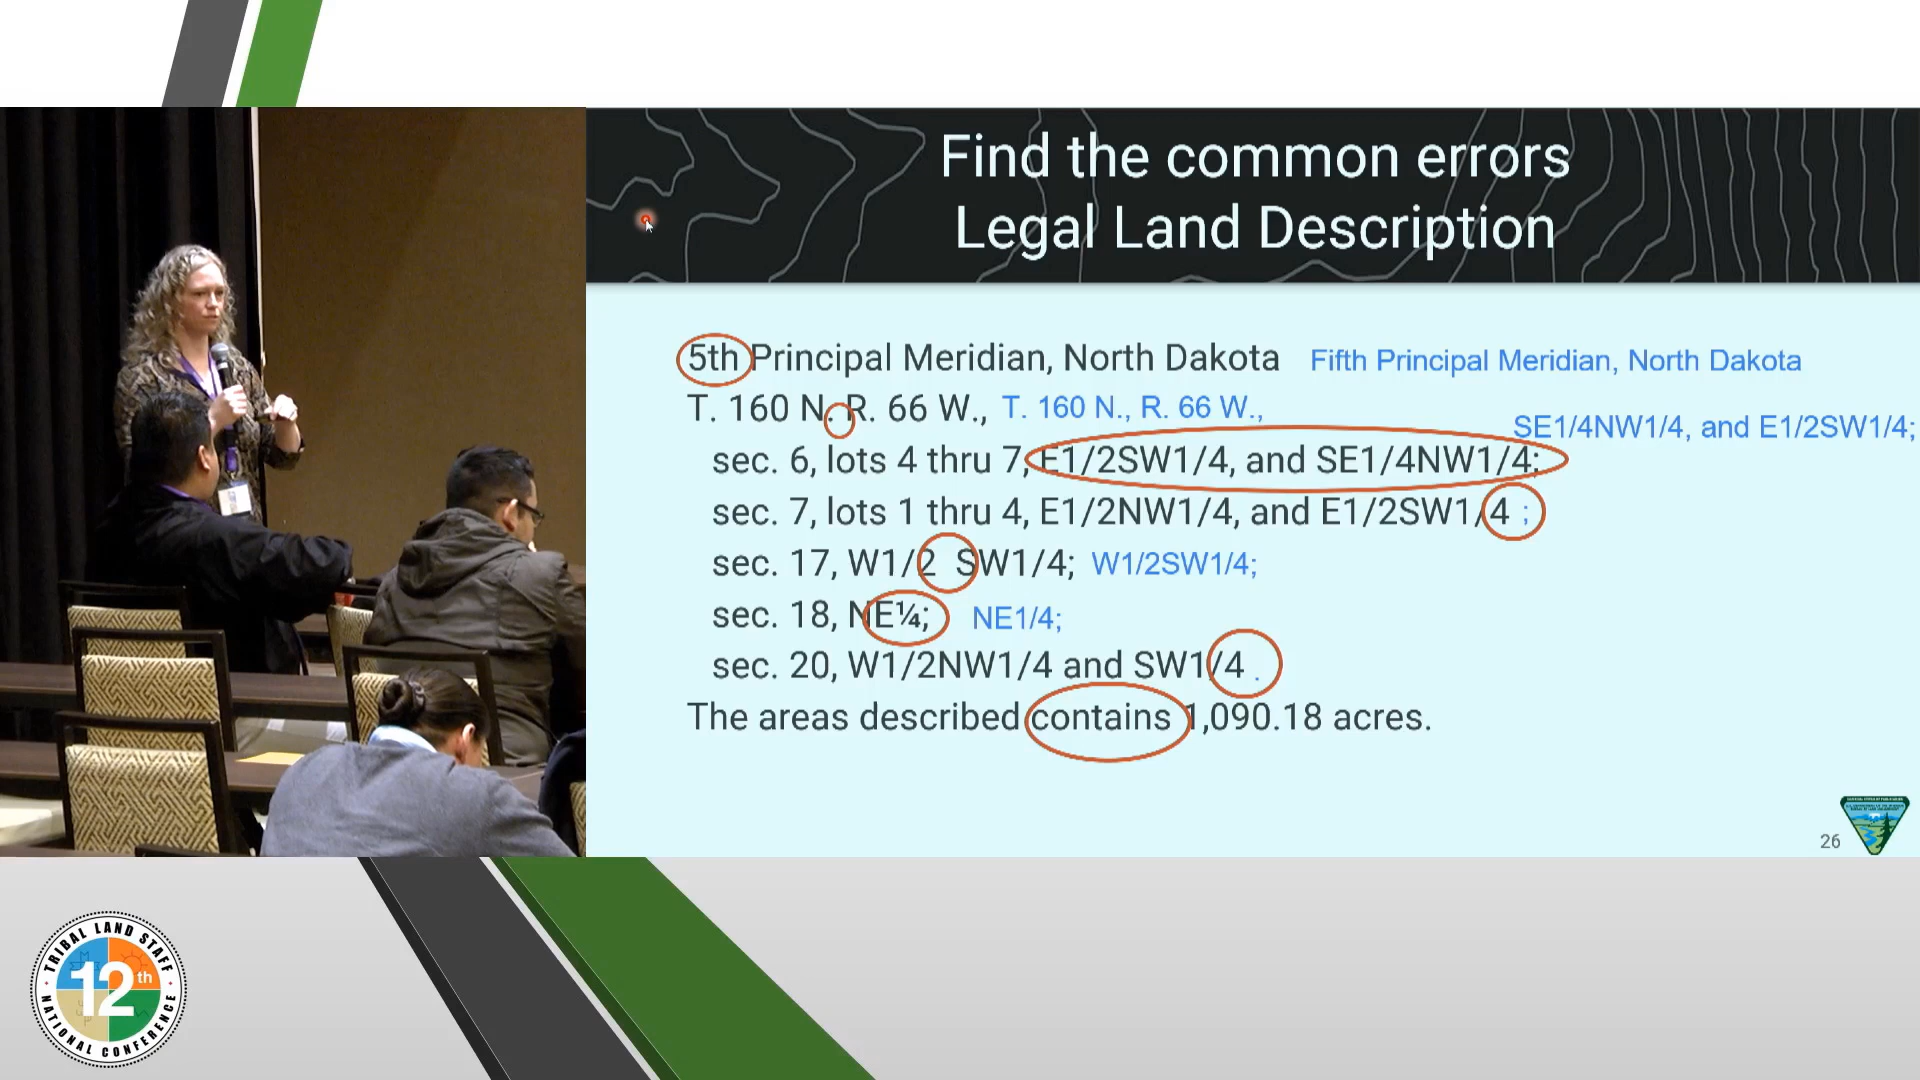 Find the common errors
Legal Land Description
5th Principal Meridian, North Dakota Fifth Principal Meridian, North Dakota
T. 160 N. R. 66 W., T. 160 N., R. 66 W.,
SE1/4NW1/4, and E1/2SW1/4;
sec. 6, lots 4 thru 7, E1/2SW1/4, and SE1/4NW1/4;
sec. 7, lots 1 thru 4, E1/2NW1/4, and E1/2SW1/4 ;
sec. 17, W1/2  SW1/4; W1/2SW1/4;
sec. 18, NE¼; NE1/4;
sec. 20, W1/2NW1/4 and SW1/4 .
The areas described contains 1,090.18 acres.
26
TRIBAL LAND STAFF
12th
NATIONAL CONFERENCE